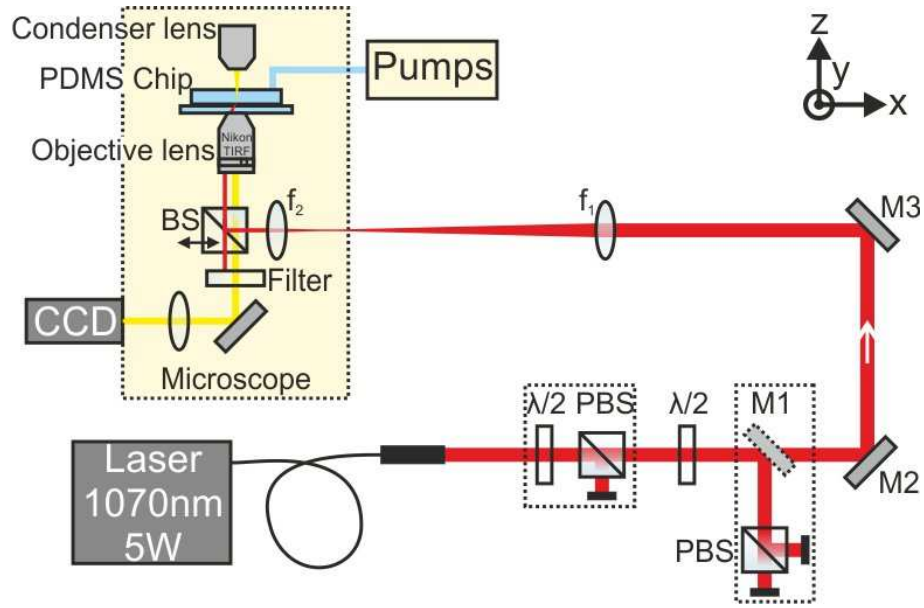 Condenser lens
PDMS Chip
Pumps
z
y
x
Nikon
TIRF
Objective lens
BS
f2
f1
M3
Filter
CCD
Microscope
λ/2 PBS
λ/2
M1
M2
Laser
1070nm
5W
PBS